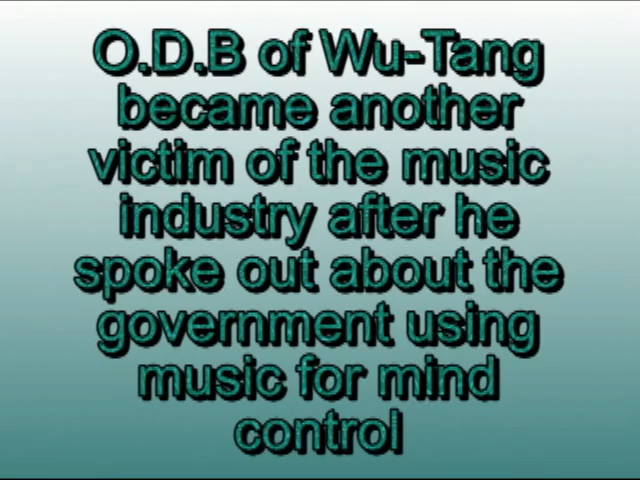 O.D.B of Wu-Tang
became another
victim of the music
industry after he
spoke out about the
government using
music for mind
control